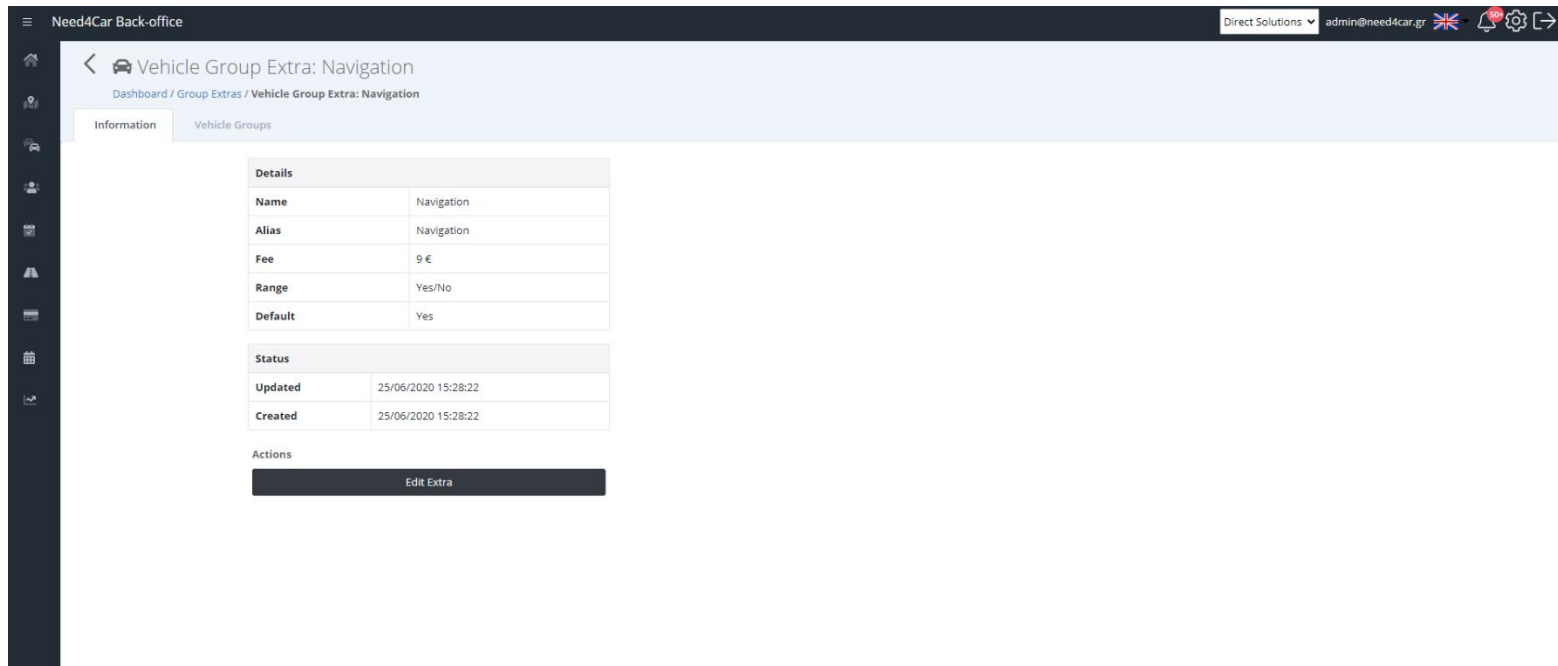 Need4Car Back-office
Direct Solutions admin@need4car.gr 50+
Vehicle Group Extra: Navigation
Dashboard / Group Extras / Vehicle Group Extra: Navigation
Information Vehicle Groups
Details
Name Navigation
Alias Navigation
Fee 9 €
Range Yes/No
Default Yes
Status
Updated 25/06/2020 15:28:22
Created 25/06/2020 15:28:22
Actions
Edit Extra